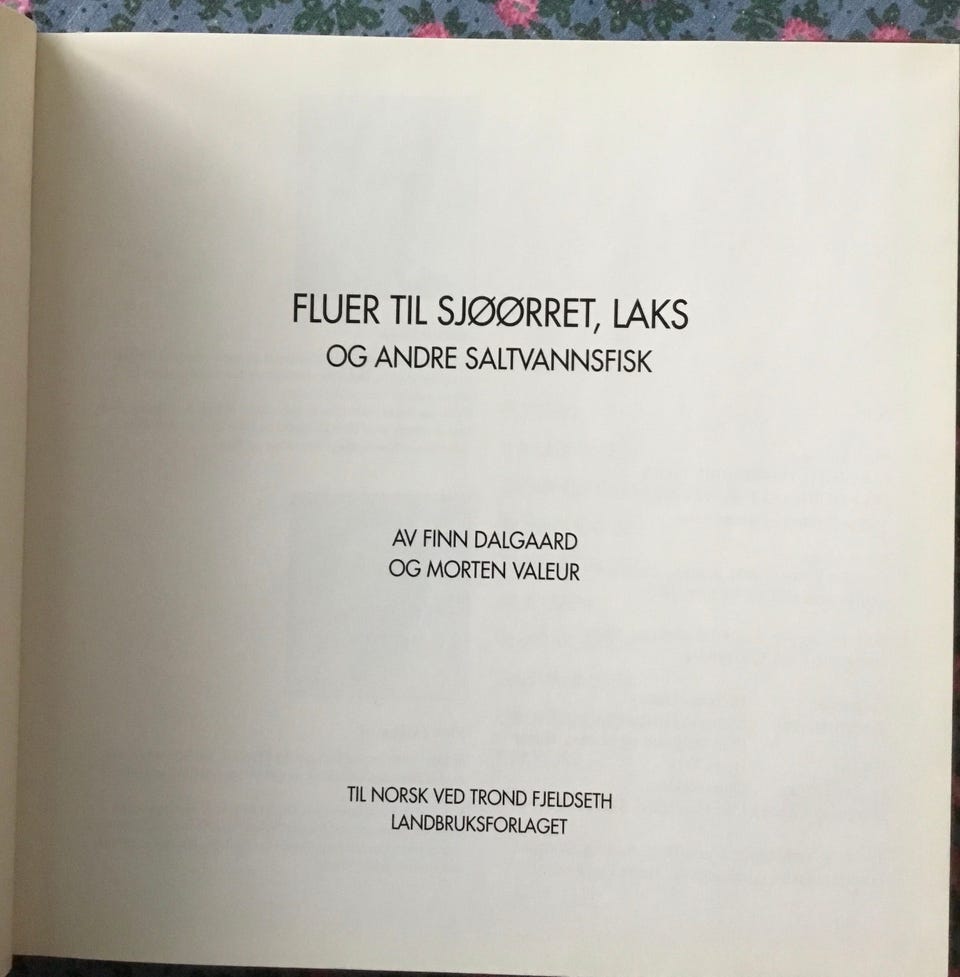 FLUER TIL SJØØRRET, LAKS
OG ANDRE SALTVANNSFISK
AV FINN DALGAARD
OG MORTEN VALEUR
TIL NORSK VED TROND FJELDSETH
LANDBRUKSFORLAGET